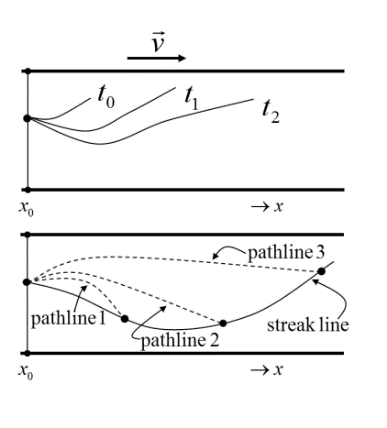 v⃗
t₀
t₁
t₂
x₀
→ x
pathline 3
pathline 1
pathline 2
streak line
x₀
→ x